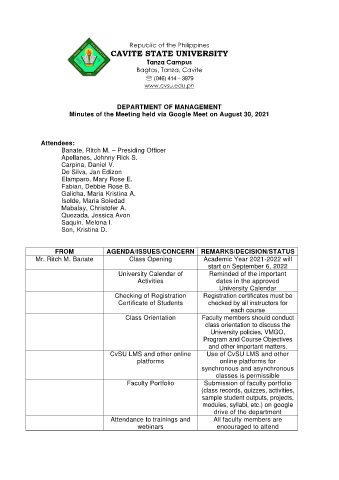 Republic of the Philippines
CAVITE STATE UNIVERSITY
Tanza Campus
Bagtas, Tanza, Cavite
☏ (046) 414 – 3979
www.cvsu.edu.ph
DEPARTMENT OF MANAGEMENT
Minutes of the Meeting held via Google Meet on August 30, 2021
Attendees:
Banate, Ritch M. – Presiding Officer
Apellanes, Johnny Rick S.
Carpina, Daniel V.
De Silva, Jan Edizon
Elamparo, Mary Rose E.
Fabian, Debbie Rose B.
Galicha, Maria Kristina A.
Isolde, Maria Soledad
Mabalay, Christofer A.
Quezada, Jessica Avon
Saquin, Melona I.
Son, Kristina D.
FROM AGENDA/ISSUES/CONCERN REMARKS/DECISION/STATUS
Mr. Ritch M. Banate Class Opening Academic Year 2021-2022 will
start on September 6, 2022
University Calendar of Reminded of the important
Activities dates in the approved
University Calendar
Checking of Registration Registration certificates must be
Certificate of Students checked by all instructors for
each course
Class Orientation Faculty members should conduct
class orientation to discuss the
University policies, VMGO,
Program and Course Objectives
and other important matters.
CvSU LMS and other online Use of CvSU LMS and other
platforms online platforms for
synchronous and asynchronous
classes is permissible
Faculty Portfolio Submission of faculty portfolio
(class records, quizzes, activities,
sample student outputs, projects,
modules, syllabi, etc.) on google
drive of the department
Attendance to trainings and All faculty members are
webinars encouraged to attend